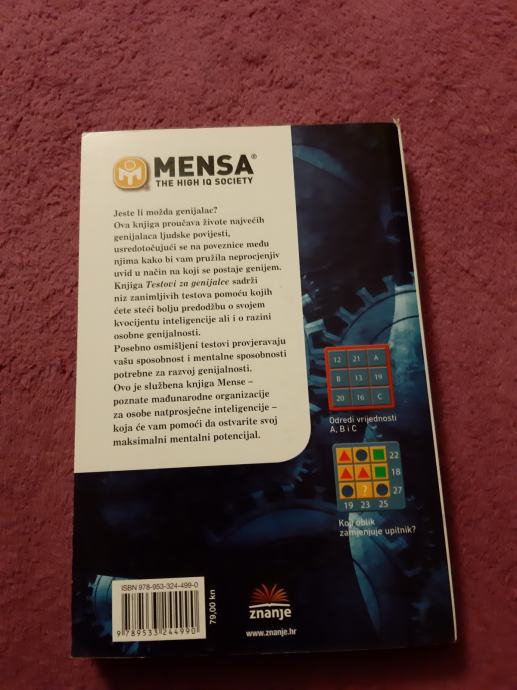 MENSA®
THE HIGH IQ SOCIETY
Jeste li možda genijalac?
Ova knjiga proučava živote najvećih
genijalaca ljudske povijesti,
usredotočujući se na poveznice među
njima kako bi vam pružila neprocjenjiv
uvid u način na koji se postaje genijem.
Knjiga Testovi za genijalce sadrži
niz zanimljivih testova pomoću kojih
ćete steći bolju predodžbu o svojem
kvocijentu inteligencije ali i o razini
osobne genijalnosti.
Posebno osmišljeni testovi provjeravaju
vašu sposobnost i mentalne sposobnosti
potrebne za razvoj genijalnosti.
Ovo je službena knjiga Mense –
poznate međunarodne organizacije
za osobe natprosječne inteligencije –
koja će vam pomoći da ostvarite svoj
maksimalni mentalni potencijal.
12 21 A
B 13 19
20 16 C
Odredi vrijednosti
A, B i C
22
18
? 27
19 23 25
Koji oblik
zamjenjuje upitnik?
ISBN 978-953-324-499-0
9 789533 244990
79,00 kn
znanje
www.znanje.hr